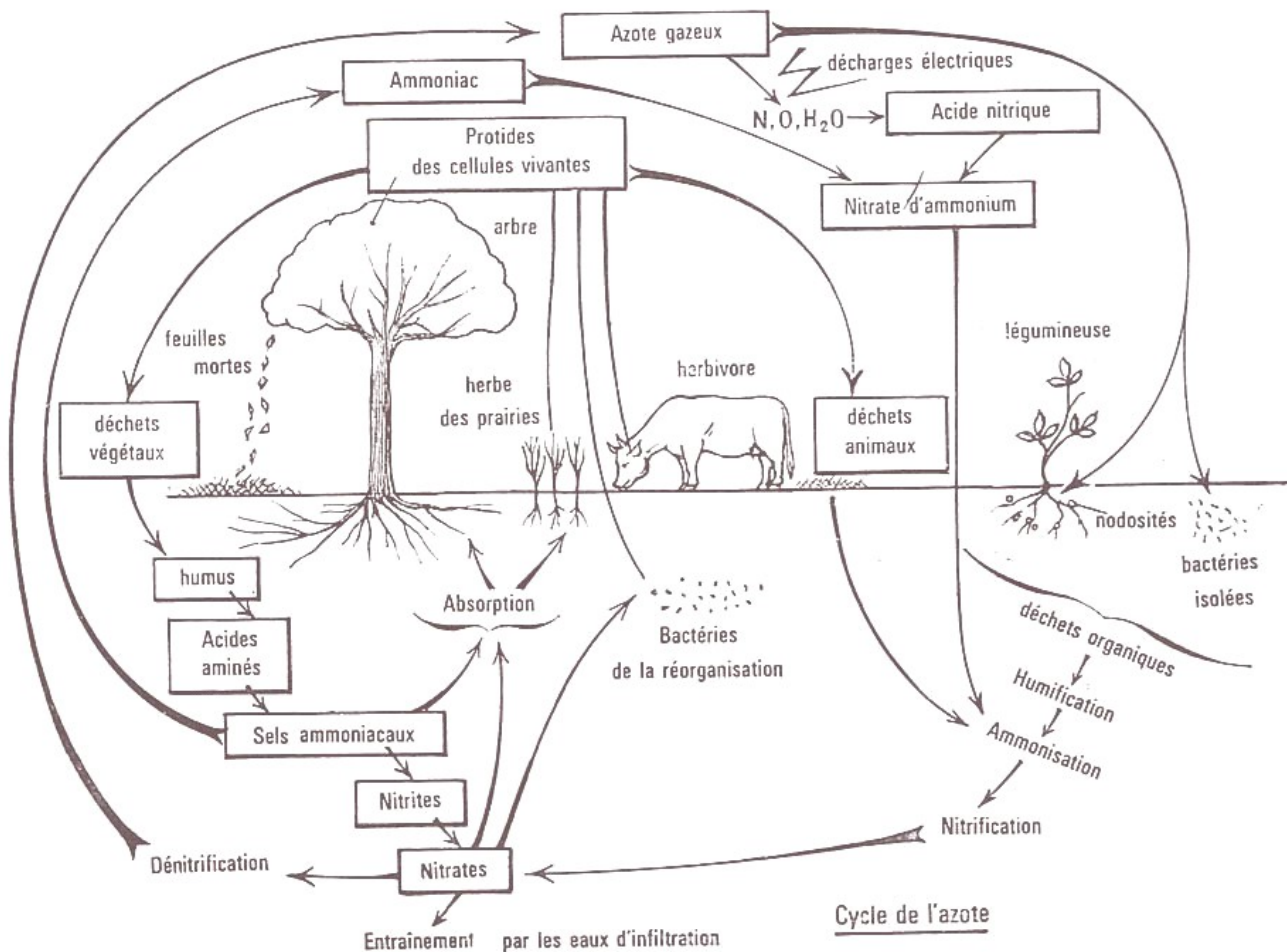 Azote gazeux
décharges électriques
Ammoniac
N,O,H₂O
Acide nitrique
Protides
des cellules vivantes
Nitrate d'ammonium
arbre
feuilles
mortes
légumineuse
herbe
des prairies
herbivore
déchets
végétaux
déchets
animaux
nodosités
bactéries
isolées
humus
Absorption
Acides
aminés
Bactéries
de la réorganisation
déchets organiques
Humification
Sels ammoniacaux
Ammonisation
Nitrites
Nitrification
Dénitrification
Nitrates
Cycle de l'azote
Entraînement par les eaux d'infiltration